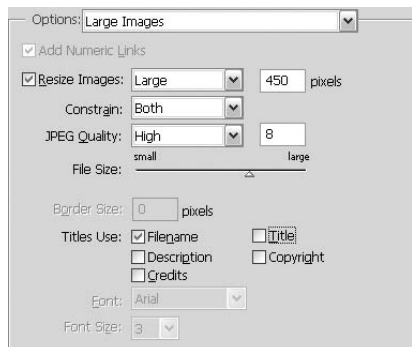 Options: Large Images
Add Numeric Links
Resize Images: Large 450 pixels
Constrain: Both
JPEG Quality: High 8
small large
File Size:
Border Size: 0 pixels
Titles Use: Filename Title
Description Copyright
Credits
Font: Arial
Font Size: 3